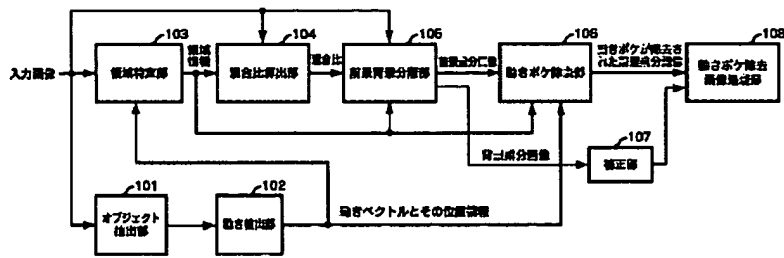 103
104
105
106
108
領域情報
混合比
入力画像
領域特定部
混合比算出部
前景背景分離部
前景成分画像
動きボケ除去部
動きボケが除去さ
れた前景成分画像
動きボケ除去
画像生成部
107
背景成分画像
補正部
101
102
オブジェクト
抽出部
動き検出部
動きベクトルとその位置情報